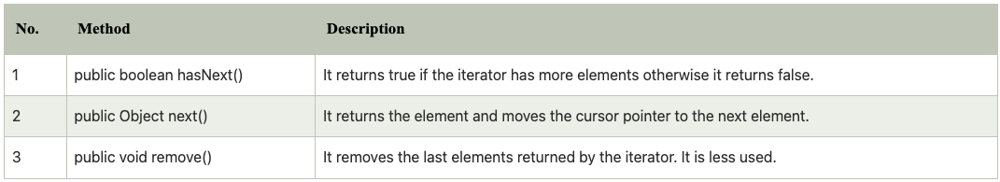 No. Method Description
1 public boolean hasNext() It returns true if the iterator has more elements otherwise it returns false.
2 public Object next() It returns the element and moves the cursor pointer to the next element.
3 public void remove() It removes the last elements returned by the iterator. It is less used.